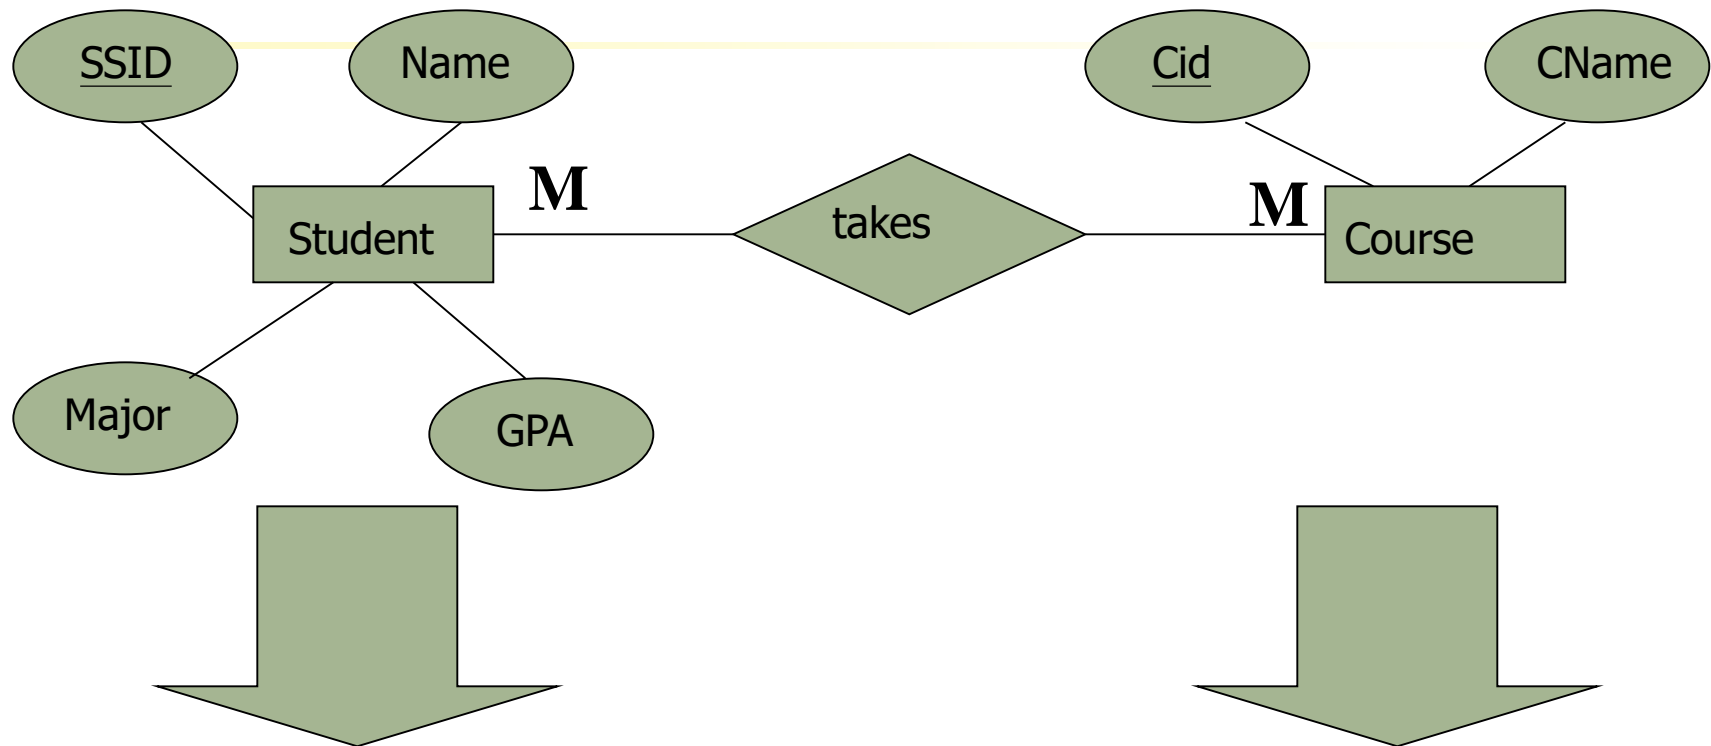 SSID
Name
Cid
CName
M
takes
M
Student
Course
Major
GPA